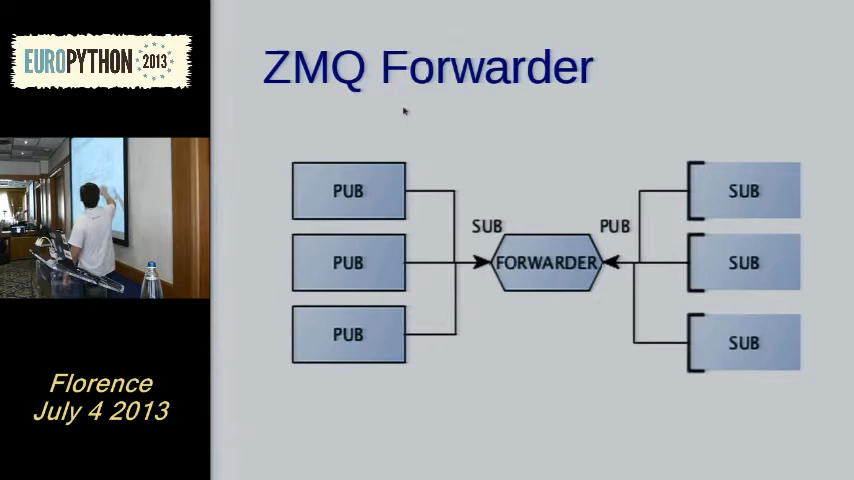 EUROPYTHON 2013
ZMQ Forwarder
PUB
SUB
SUB
PUB
PUB
FORWARDER
SUB
PUB
SUB
Florence
July 4 2013